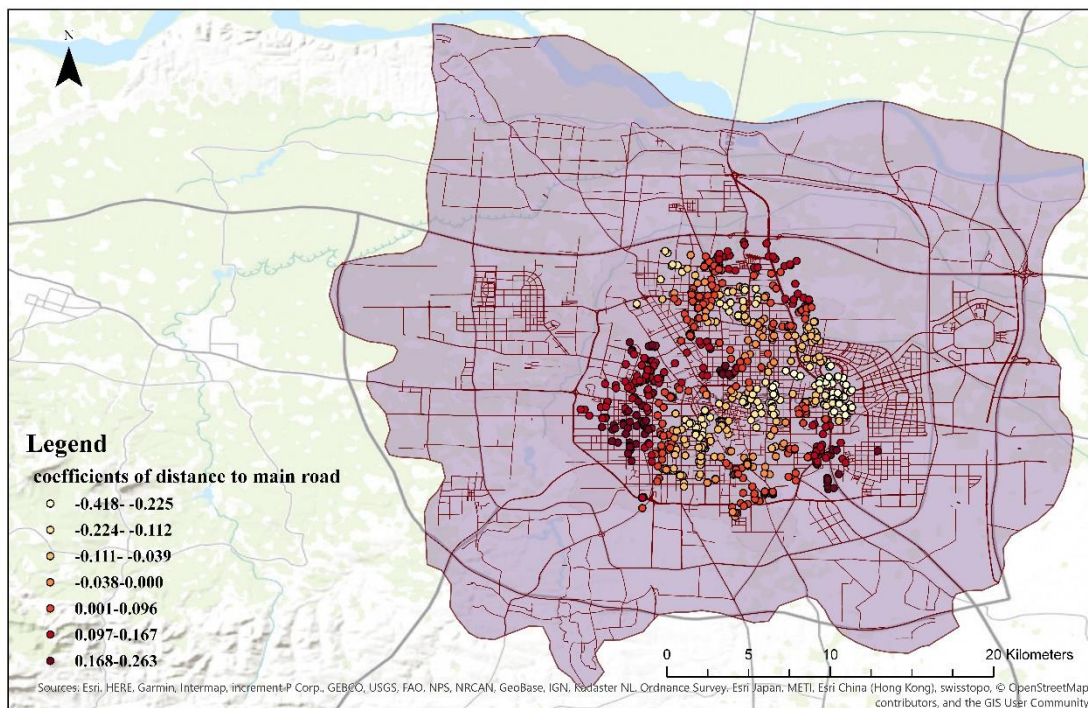 N
Legend
coefficients of distance to main road
-0.418- -0.225
-0.224- -0.112
-0.111- -0.039
-0.038-0.000
0.001-0.096
0.097-0.167
0.168-0.263
0 5 10 20 Kilometers
Sources: Esri, HERE, Garmin, Intermap, increment P Corp., GEBCO, USGS, FAO, NPS, NRCAN, GeoBase, IGN, Kadaster NL, Ordnance Survey, Esri Japan, METI, Esri China (Hong Kong), swisstopo, © OpenStreetMap
contributors, and the GIS User Community